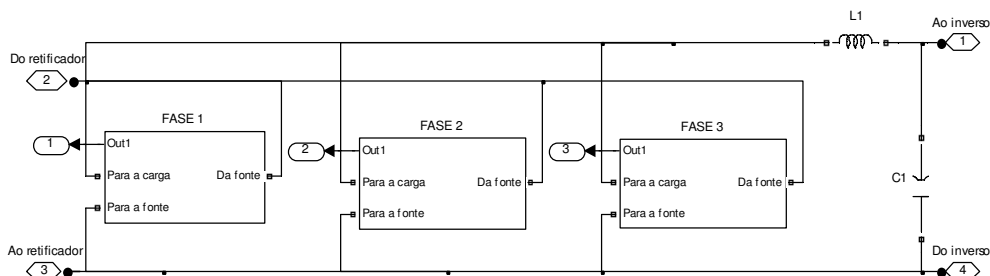 L1
Ao inverso
1
Do retificador
2
FASE 1
FASE 2
FASE 3
1
Out1
2
Out1
3
Out1
Para a carga
Da fonte
Para a carga
Da fonte
Para a carga
Da fonte
C1
Para a fonte
Para a fonte
Para a fonte
Ao retificador
3
Do inverso
4